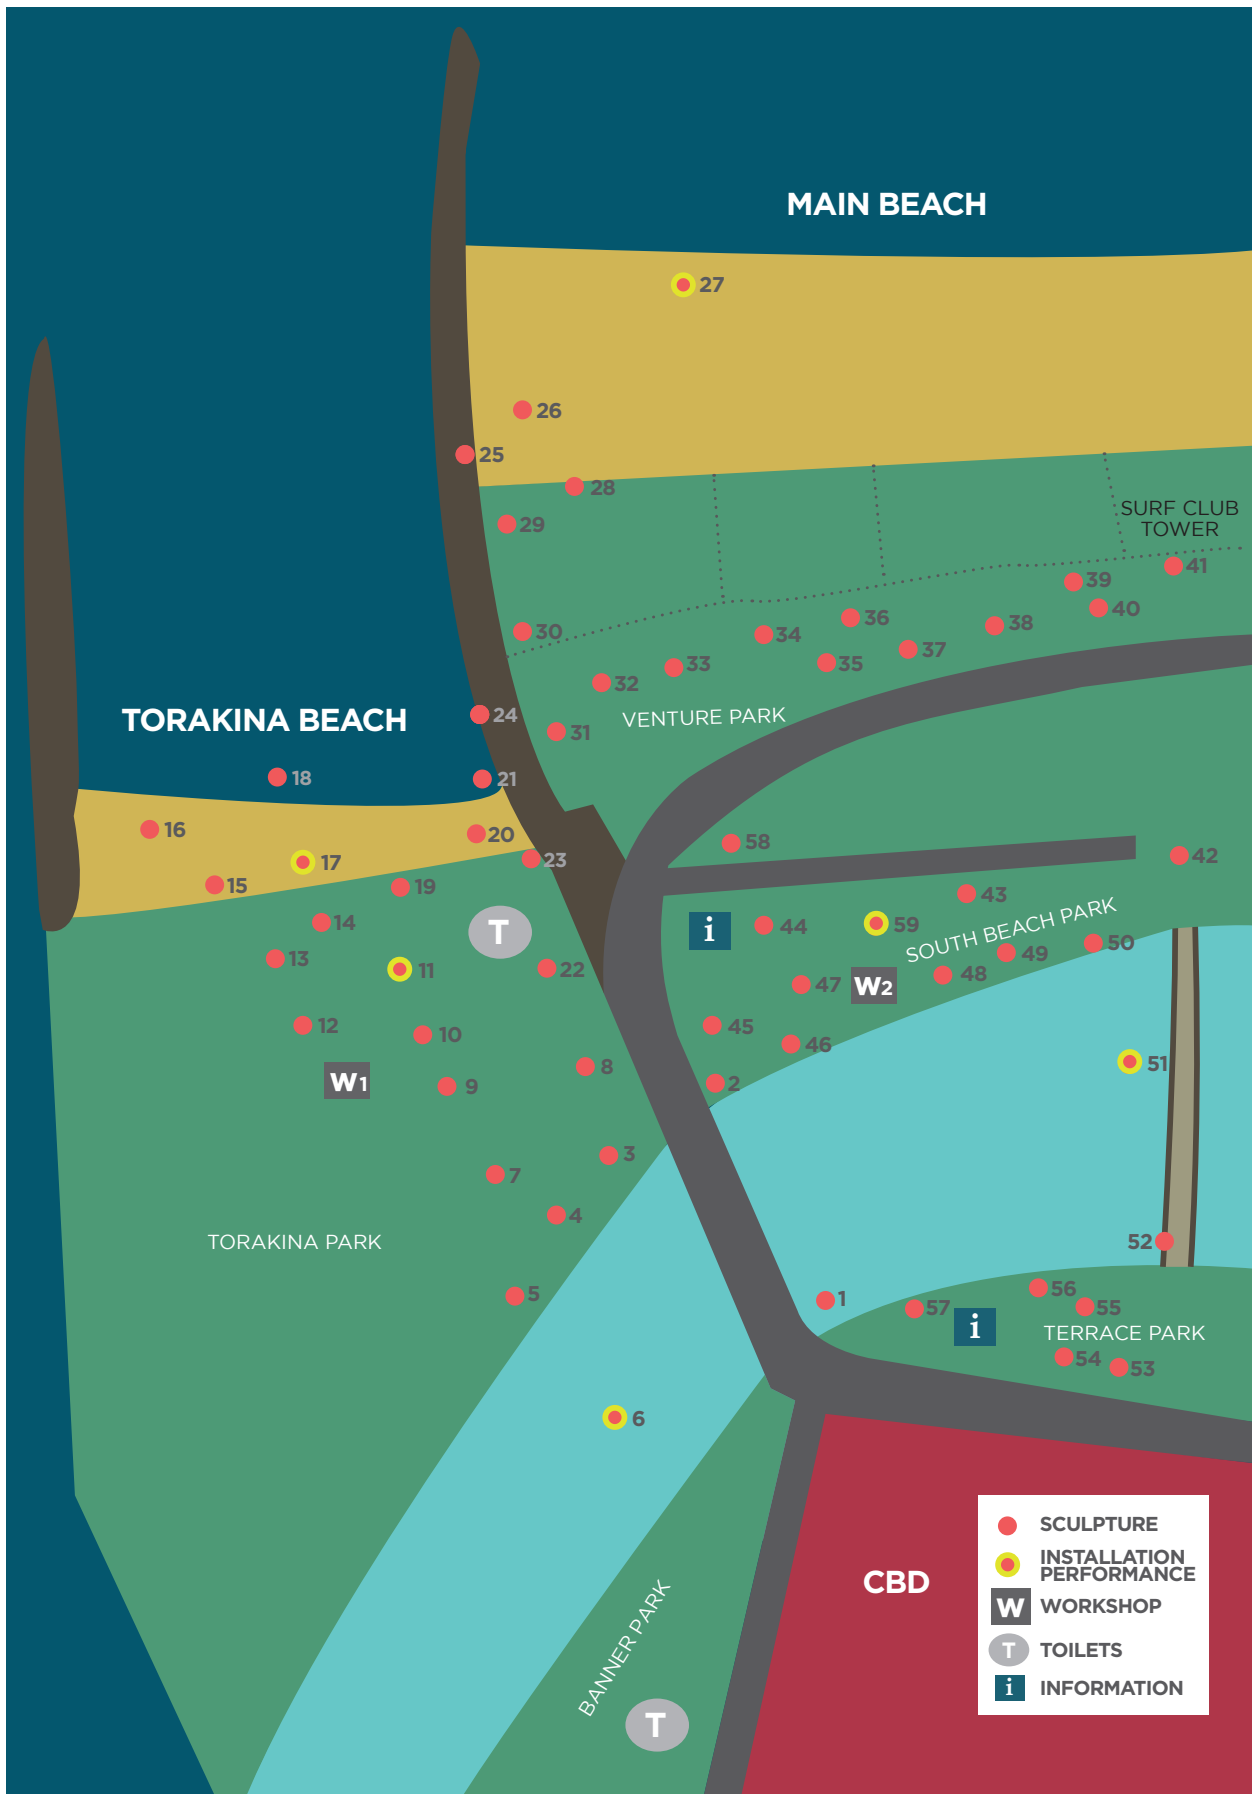 MAIN BEACH
27
26
25
28
29
SURF CLUB
TOWER
41
39
40
36
38
30
34
37
35
33
32
VENTURE PARK
24
31
TORAKINA BEACH
18
21
16
20
58
23
17
42
15
19
43
14
T
i
44
59
SOUTH BEACH PARK
50
49
13
11
22
47
W2
48
12
10
45
46
51
8
W1
9
2
3
7
4
TORAKINA PARK
52
5
56
1
57
55
i
TERRACE PARK
54
53
6
SCULPTURE
INSTALLATION
PERFORMANCE
CBD
W WORKSHOP
T TOILETS
i INFORMATION
BANNER PARK
T